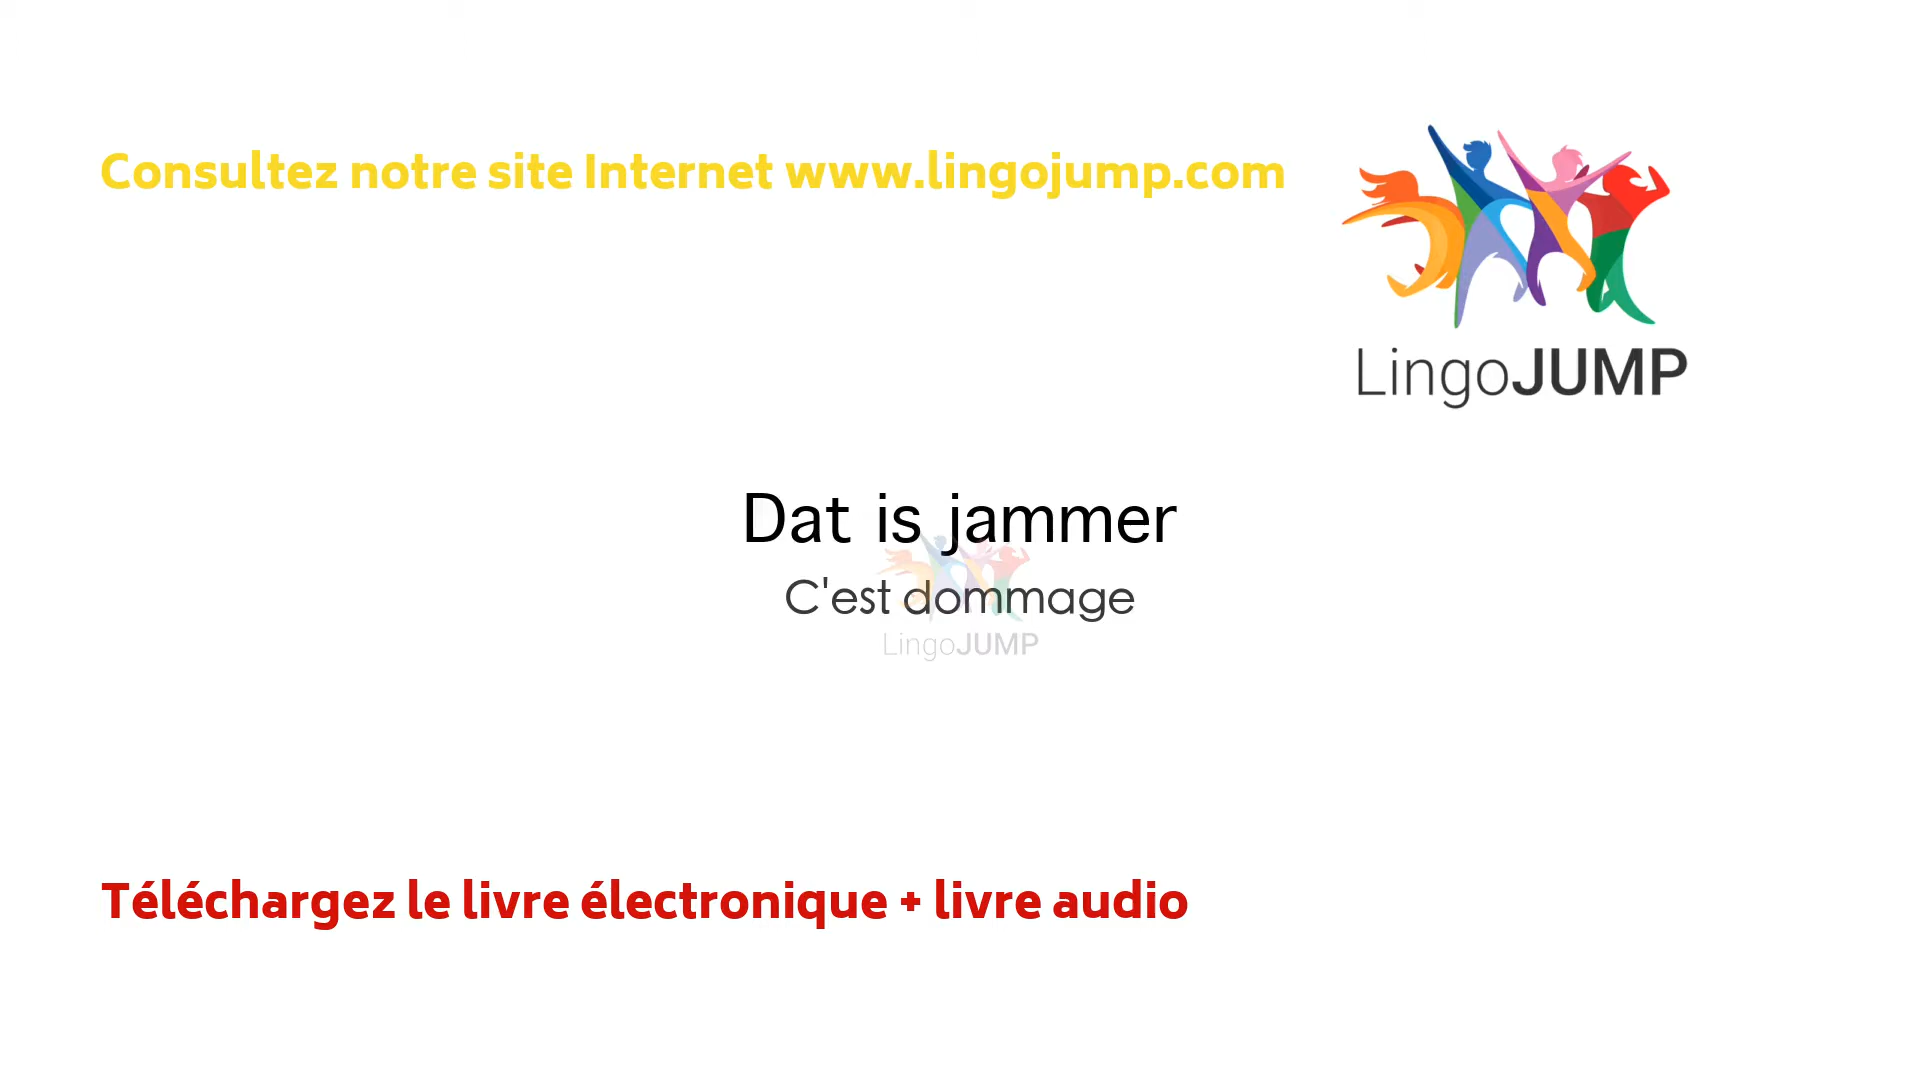 Consultez notre site Internet www.lingojump.com
LingoJUMP
Dat is jammer
C'est dommage
LingoJUMP
Téléchargez le livre électronique + livre audio